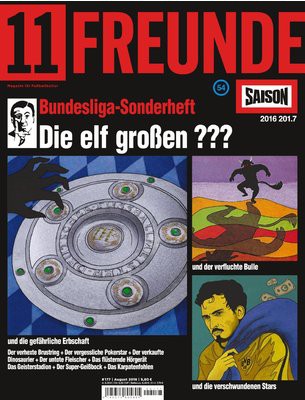 11 FREUNDE
Magazin für Fußballkultur
54
SAISON
2016 201.7
Bundesliga-Sonderheft
Die elf großen ???
und der verfluchte Bulle
und die gefährliche Erbschaft
Der verhexte Brustring • Der vergessliche Pokerstar • Der verkaufte
Dinosaurier • Der untote Fleischer • Das flüsternde Hörgerät
Das Geisterstadion • Der Super-Geißbock • Das Karpatenfohlen
und die verschwundenen Stars